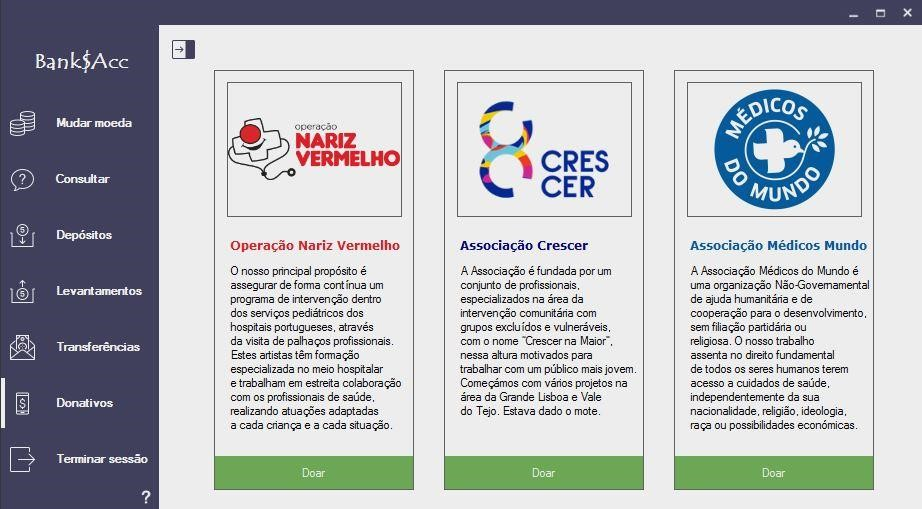 Bank$Acc
Mudar moeda
Consultar
Depósitos
Levantamentos
Transferências
Donativos
Terminar sessão
?
operação
NARIZ
VERMELHO
Operação Nariz Vermelho
O nosso principal propósito é
assegurar de forma contínua um
programa de intervenção dentro
dos serviços pediátricos dos
hospitais portugueses, através
da visita de palhaços profissionais.
Estes artistas têm formação
especializada no meio hospitalar
e trabalham em estreita colaboração
com os profissionais de saúde,
realizando atuações adaptadas
a cada criança e a cada situação.
Doar
CRES
CER
Associação Crescer
A Associação é fundada por um
conjunto de profissionais,
especializados na área da
intervenção comunitária com
grupos excluídos e vulneráveis,
com o nome “Crescer na Maior”,
nessa altura motivados para
trabalhar com um público mais jovem.
Começámos com vários projetos na
área da Grande Lisboa e Vale
do Tejo. Estava dado o mote.
Doar
MÉDICOS
DO MUNDO
Associação Médicos Mundo
A Associação Médicos do Mundo é
uma organização Não-Governamental
de ajuda humanitária e de
cooperação para o desenvolvimento,
sem filiação partidária ou
religiosa. O nosso trabalho
assenta no direito fundamental
de todos os seres humanos terem
acesso a cuidados de saúde,
independentemente da sua
nacionalidade, religião, ideologia,
raça ou possibilidades económicas.
Doar